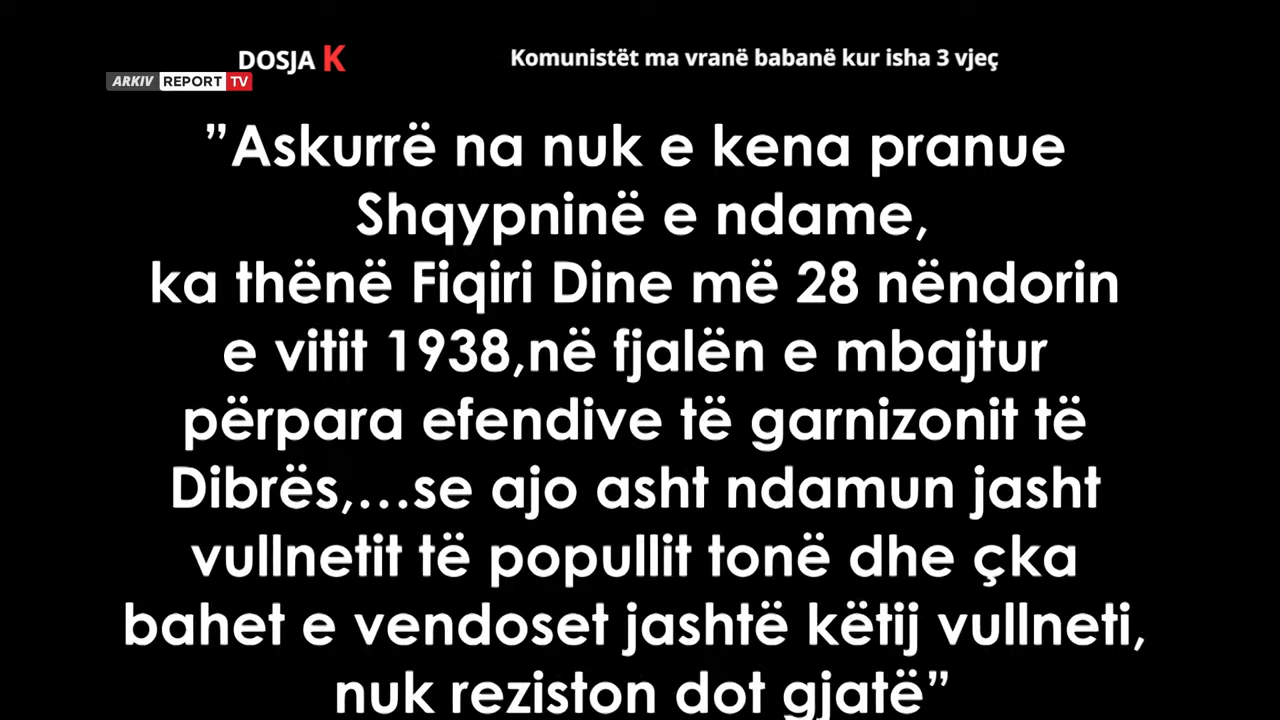 DOSJA K
Komunistët ma vranë babanë kur isha 3 vjeç
ARKIV REPORT TV
”Askurrë na nuk e kena pranue
Shqypninë e ndame,
ka thënë Fiqiri Dine më 28 nëndorin
e vitit 1938,në fjalën e mbajtur
përpara efendive të garnizonit të
Dibrës,...se ajo asht ndamun jasht
vullnetit të popullit tonë dhe çka
bahet e vendoset jashtë këtij vullneti,
nuk reziston dot gjatë”